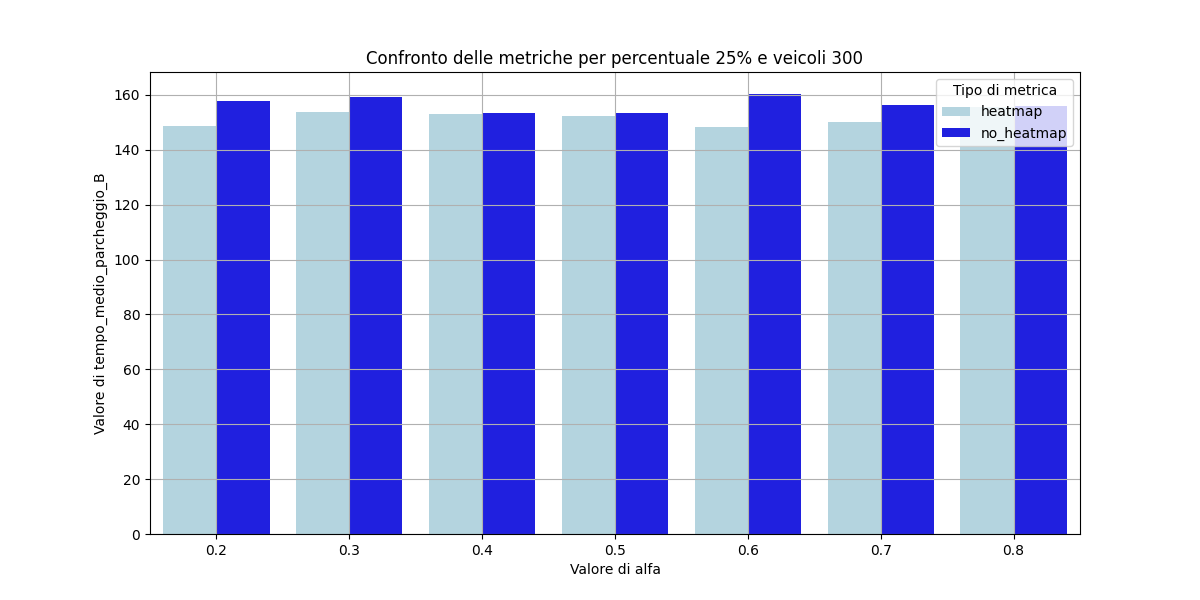 Confronto delle metriche per percentuale 25% e veicoli 300
Valore di tempo_medio_parcheggio_B
160
140
120
100
80
60
40
20
0
Tipo di metrica
heatmap
no_heatmap
0.2
0.3
0.4
0.5
0.6
0.7
0.8
Valore di alfa